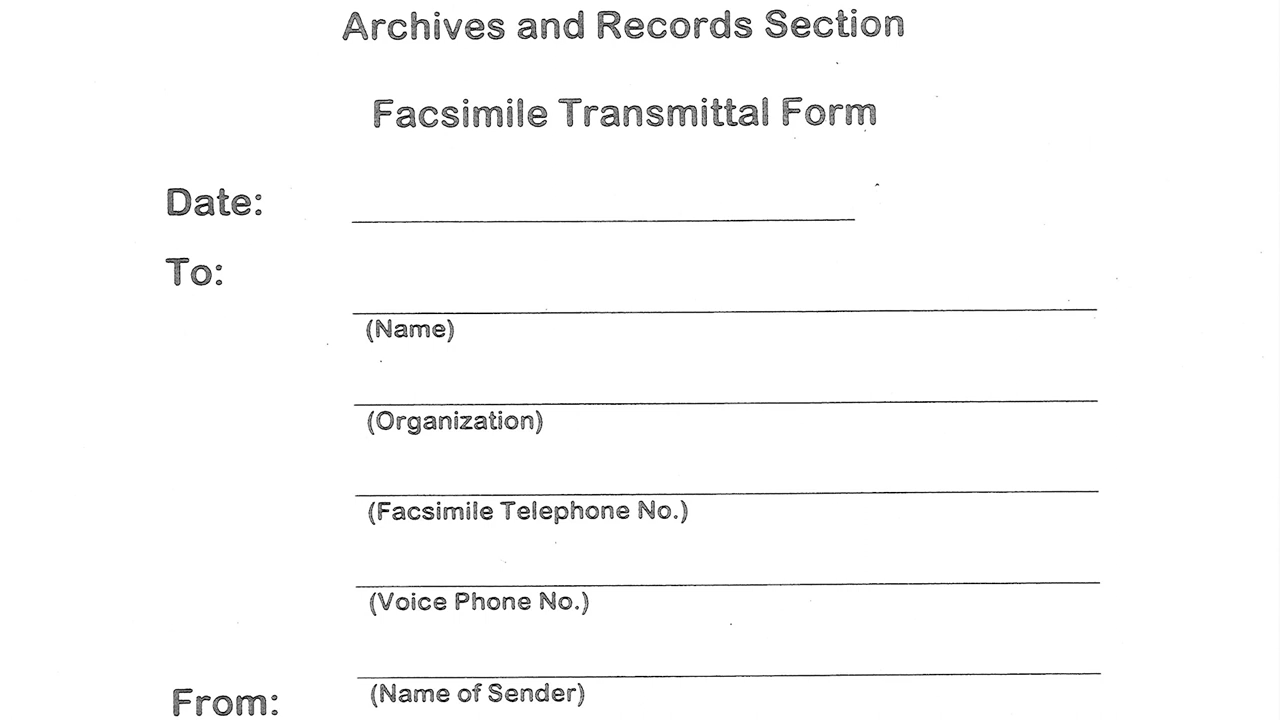 Archives and Records Section
Facsimile Transmittal Form
Date:
To:
(Name)
(Organization)
(Facsimile Telephone No.)
(Voice Phone No.)
From:
(Name of Sender)